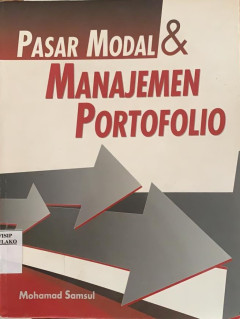 PASAR MODAL &
MANAJEMEN
PORTOFOLIO
Mohamad Samsul